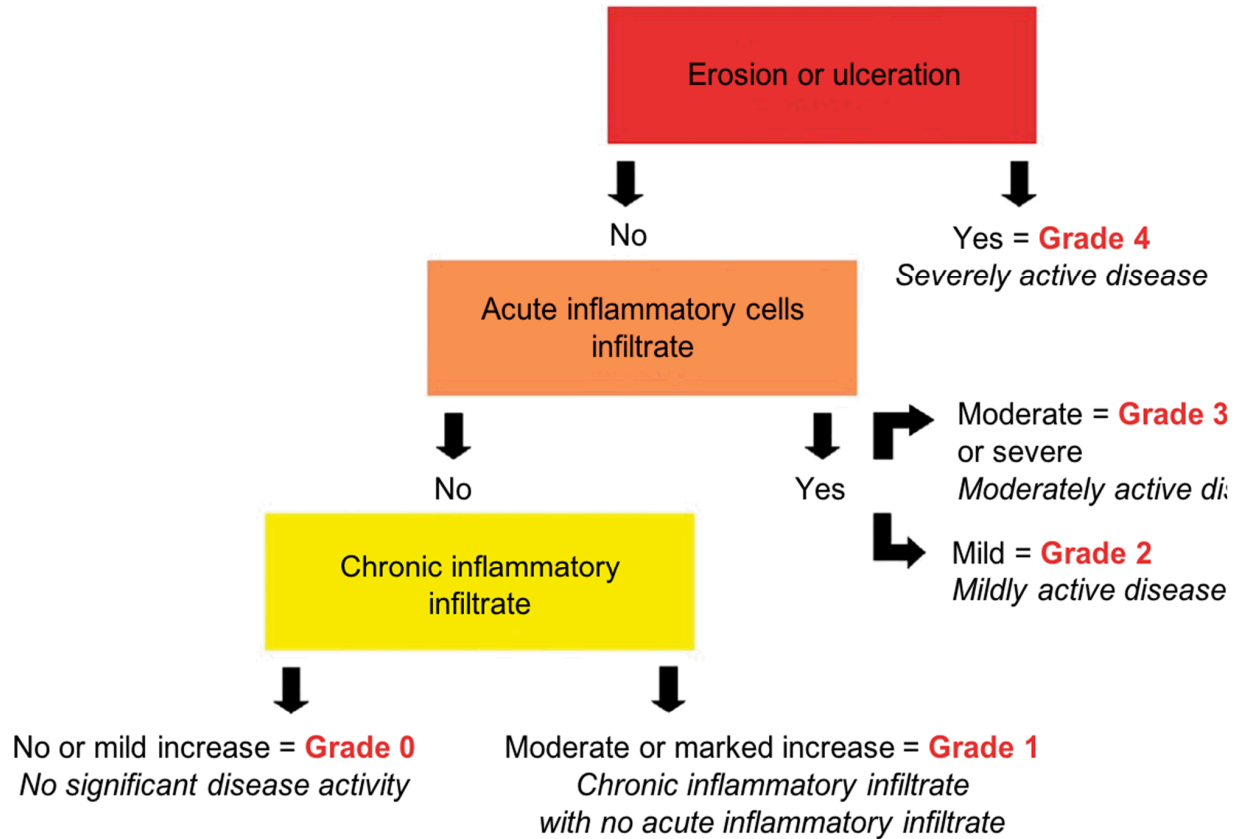 Erosion or ulceration
No
Yes = Grade 4
Severely active disease
Acute inflammatory cells
infiltrate
No
Yes
Moderate = Grade 3
or severe
Moderately active
Mild = Grade 2
Mildly active disease
Chronic inflammatory
infiltrate
No or mild increase = Grade 0
No significant disease activity
Moderate or marked increase = Grade 1
Chronic inflammatory infiltrate
with no acute inflammatory infiltrate